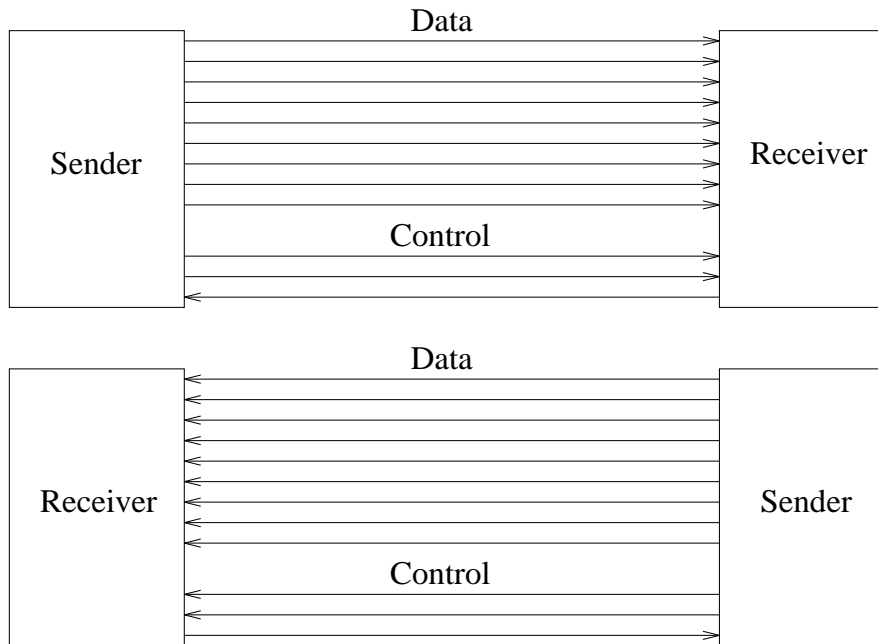 Data
Sender
Receiver
Control
Data
Receiver
Sender
Control